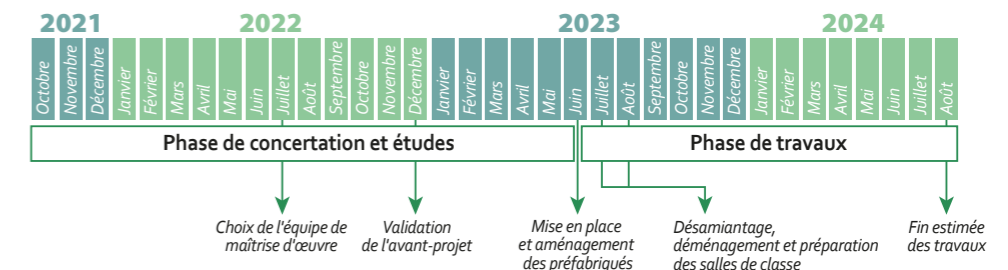 2021 2022 2023 2024
Octobre Novembre Décembre Janvier Février Mars Avril Mai Juin Juillet Août Septembre Octobre Novembre Décembre Janvier Février Mars Avril Mai Juin Juillet Août Septembre Octobre Novembre Décembre Janvier Février Mars Avril Mai Juin Juillet Août
Phase de concertation et études Phase de travaux
Choix de l'équipe de
maîtrise d'œuvre
Validation
de l'avant-projet
Mise en place
et aménagement
des préfabriqués
Désamiantage,
déménagement et préparation
des salles de classe
Fin estimée
des travaux